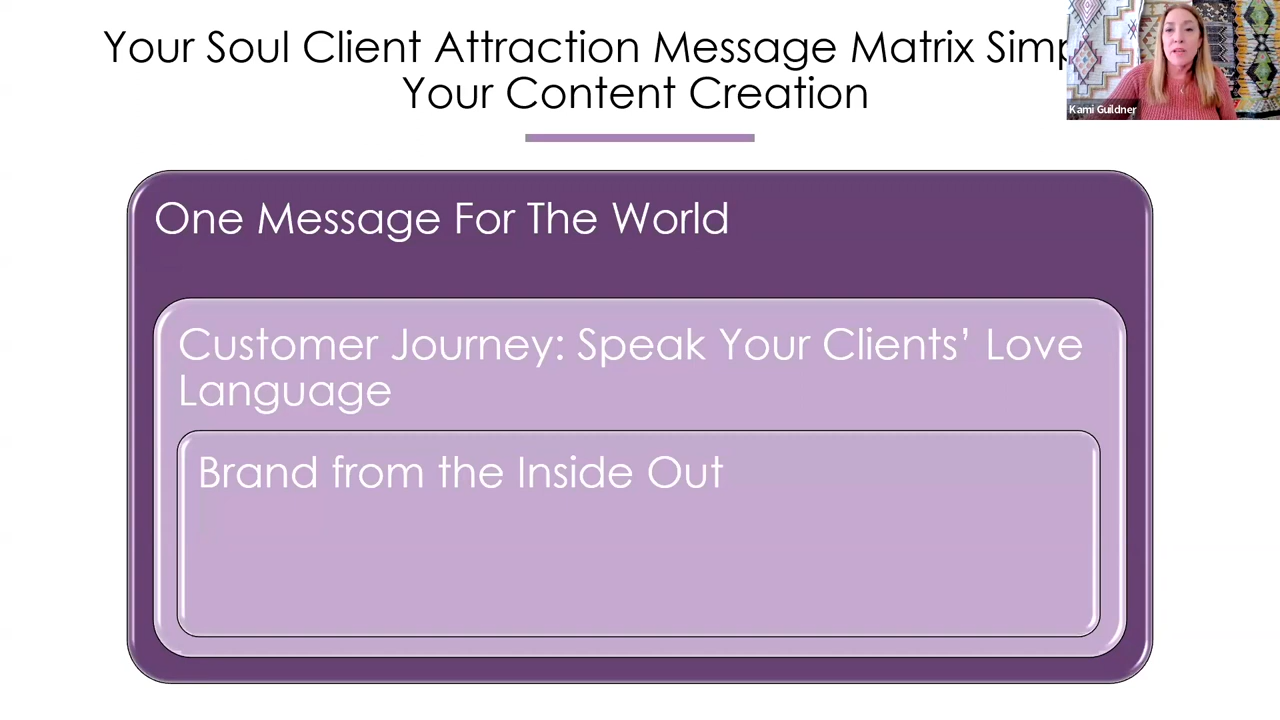 Your Soul Client Attraction Message Matrix
Your Content Creation
Kami Guildner
One Message For The World
Customer Journey: Speak Your Clients’ Love
Language
Brand from the Inside Out